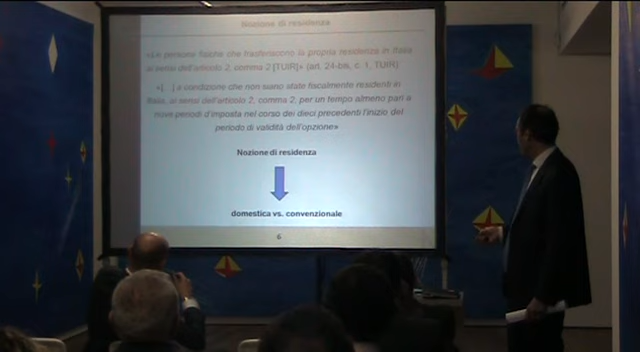 Nozione di residenza
«Le persone fisiche che trasferiscono la propria residenza in Italia
ai sensi dell'articolo 2, comma 2 [TUIR]» (art. 24-bis, c. 1, TUIR)
«[…] a condizione che non siano state fiscalmente residenti in
Italia, ai sensi dell'articolo 2, comma 2, per un tempo almeno pari a
nove periodi d'imposta nel corso dei dieci precedenti l'inizio del
periodo di validità dell'opzione»
Nozione di residenza
domestica vs. convenzionale
6